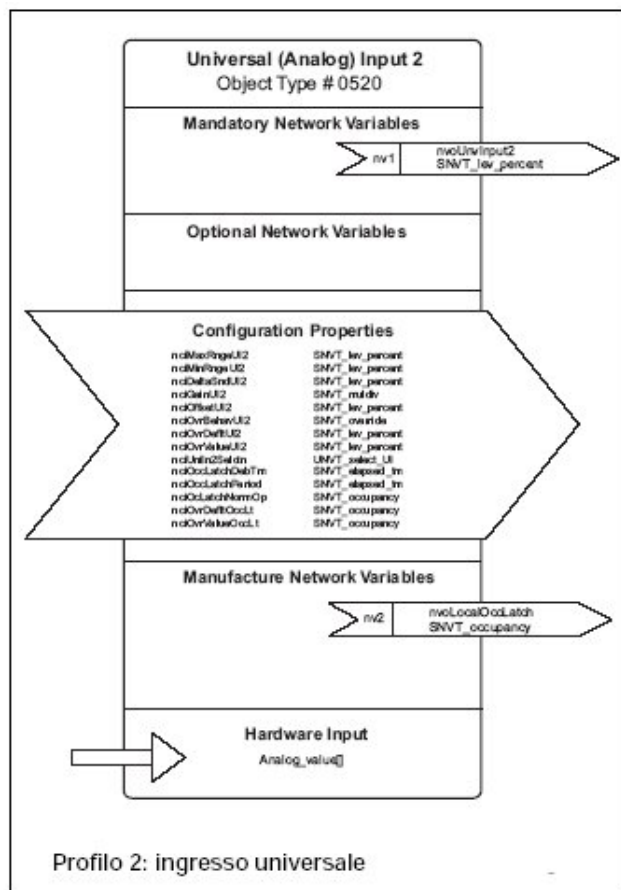 Universal (Analog) Input 2
Object Type # 0520
Mandatory Network Variables
nv1 nvoUnvInput2
SNVT_lev_percent
Optional Network Variables
Configuration Properties
nciMaxRngeUI2 SNVT_lev_percent
nciMinRngeUI2 SNVT_lev_percent
nciDeltaSndUI2 SNVT_lev_percent
nciGainUI2 SNVT_muldiv
nciOffsetUI2 SNVT_lev_percent
nciOvrBehavUI2 SNVT_override
nciOvrDefltUI2 SNVT_lev_percent
nciOvrValueUI2 SNVT_lev_percent
nciUnIin2Selctn UNVT_select_UI
nciOccLatchDebTm SNVT_elapsed_tm
nciOccLatchPeriod SNVT_elapsed_tm
nciOcLatchNormOp SNVT_occupancy
nciOvrDefltOccLt SNVT_occupancy
nciOvrValueOccLt SNVT_occupancy
Manufacture Network Variables
nv2 nvoLocalOccLatch
SNVT_occupancy
Hardware Input
Analog_value[]
Profilo 2: ingresso universale